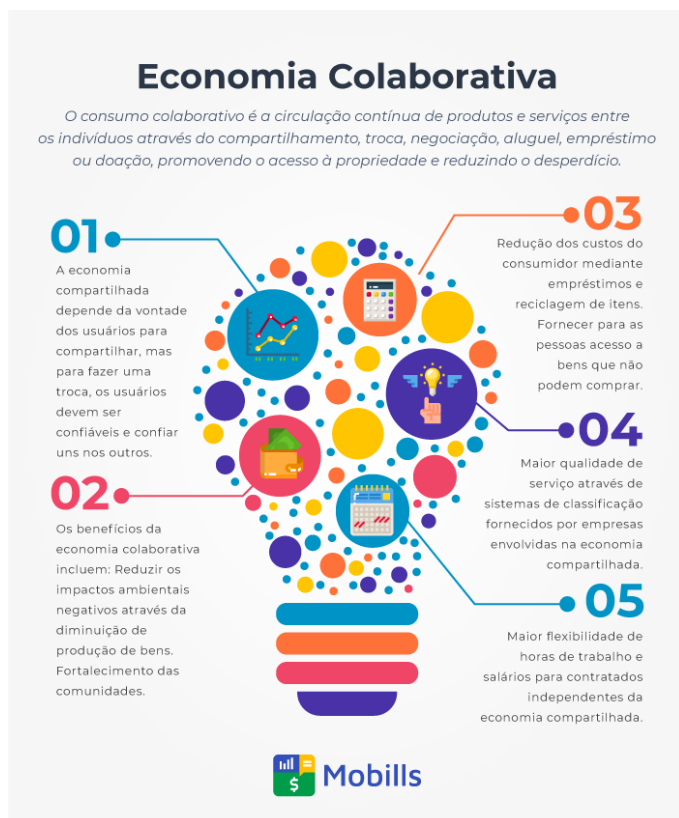 Economia Colaborativa
O consumo colaborativo é a circulação contínua de produtos e serviços entre
os indivíduos através do compartilhamento, troca, negociação, aluguel, empréstimo
ou doação, promovendo o acesso à propriedade e reduzindo o desperdício.
01
A economia
compartilhada
depende da vontade
dos usuários para
compartilhar, mas
para fazer uma
troca, os usuários
devem ser
confiáveis e confiar
uns nos outros.
02
Os benefícios da
economia colaborativa
incluem: Reduzir os
impactos ambientais
negativos através da
diminuição de
produção de bens.
Fortalecimento das
comunidades.
03
Redução dos custos do
consumidor mediante
empréstimos e
reciclagem de itens.
Fornecer para as
pessoas acesso a
bens que não
podem comprar.
04
Maior qualidade de
serviço através de
sistemas de classificação
fornecidos por empresas
envolvidas na economia
compartilhada.
05
Maior flexibilidade de
horas de trabalho e
salários para contratados
independentes da
economia compartilhada.
$
Mobills